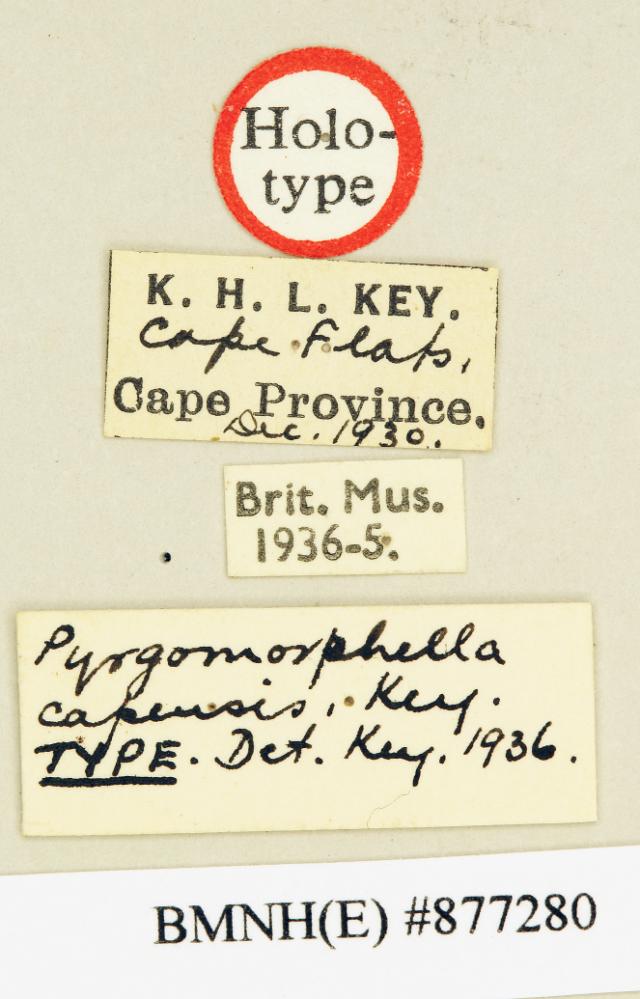 Holo-
type
K. H. L. KEY.
Cape Flats,
Cape Province.
Dec. 1930.
Brit. Mus.
1936-5.
Pyrgomorphella
capensis, Key.
TYPE. Det. Key. 1936.
BMNH(E) #877280